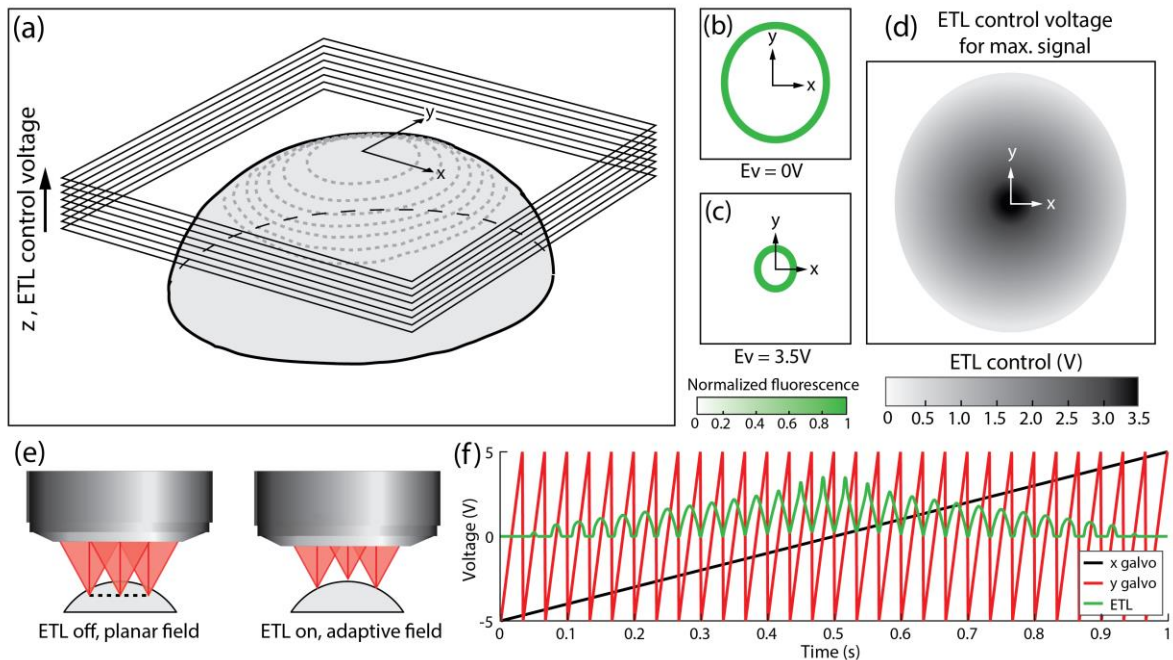 (a)
z , ETL control voltage
y
x
(b)
y
x
Ev = 0V
(c)
y
x
Ev = 3.5V
Normalized fluorescence
0 0.2 0.4 0.6 0.8 1
(d)
ETL control voltage
for max. signal
y
x
ETL control (V)
0 0.5 1.0 1.5 2.0 2.5 3.0 3.5
(e)
ETL off, planar field
ETL on, adaptive field
(f)
Voltage (V)
5
0
-5
x galvo
y galvo
ETL
0 0.1 0.2 0.3 0.4 0.5 0.6 0.7 0.8 0.9 1
Time (s)